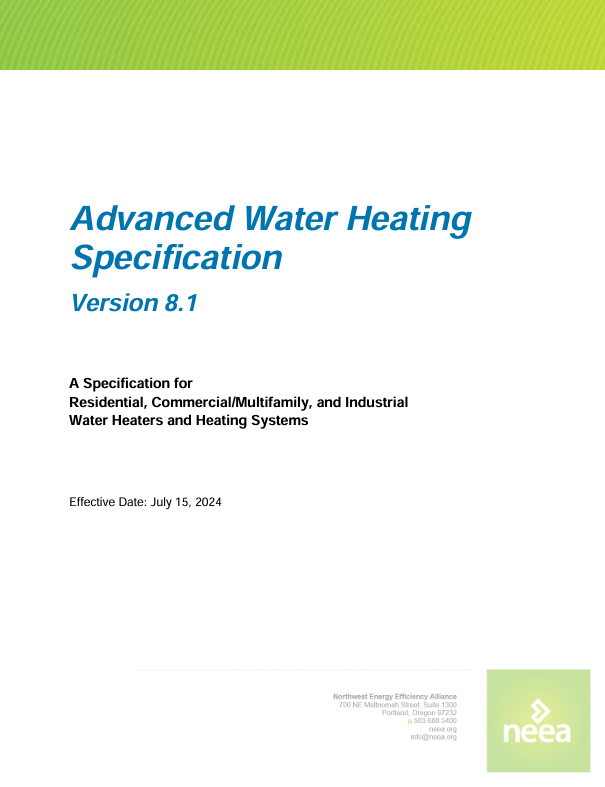 Advanced Water Heating
Specification
Version 8.1
A Specification for
Residential, Commercial/Multifamily, and Industrial
Water Heaters and Heating Systems
Effective Date: July 15, 2024
Northwest Energy Efficiency Alliance
700 NE Multnomah Street, Suite 1300
Portland, Oregon 97232
p 503.688.5400
neea.org
info@neea.org
neea